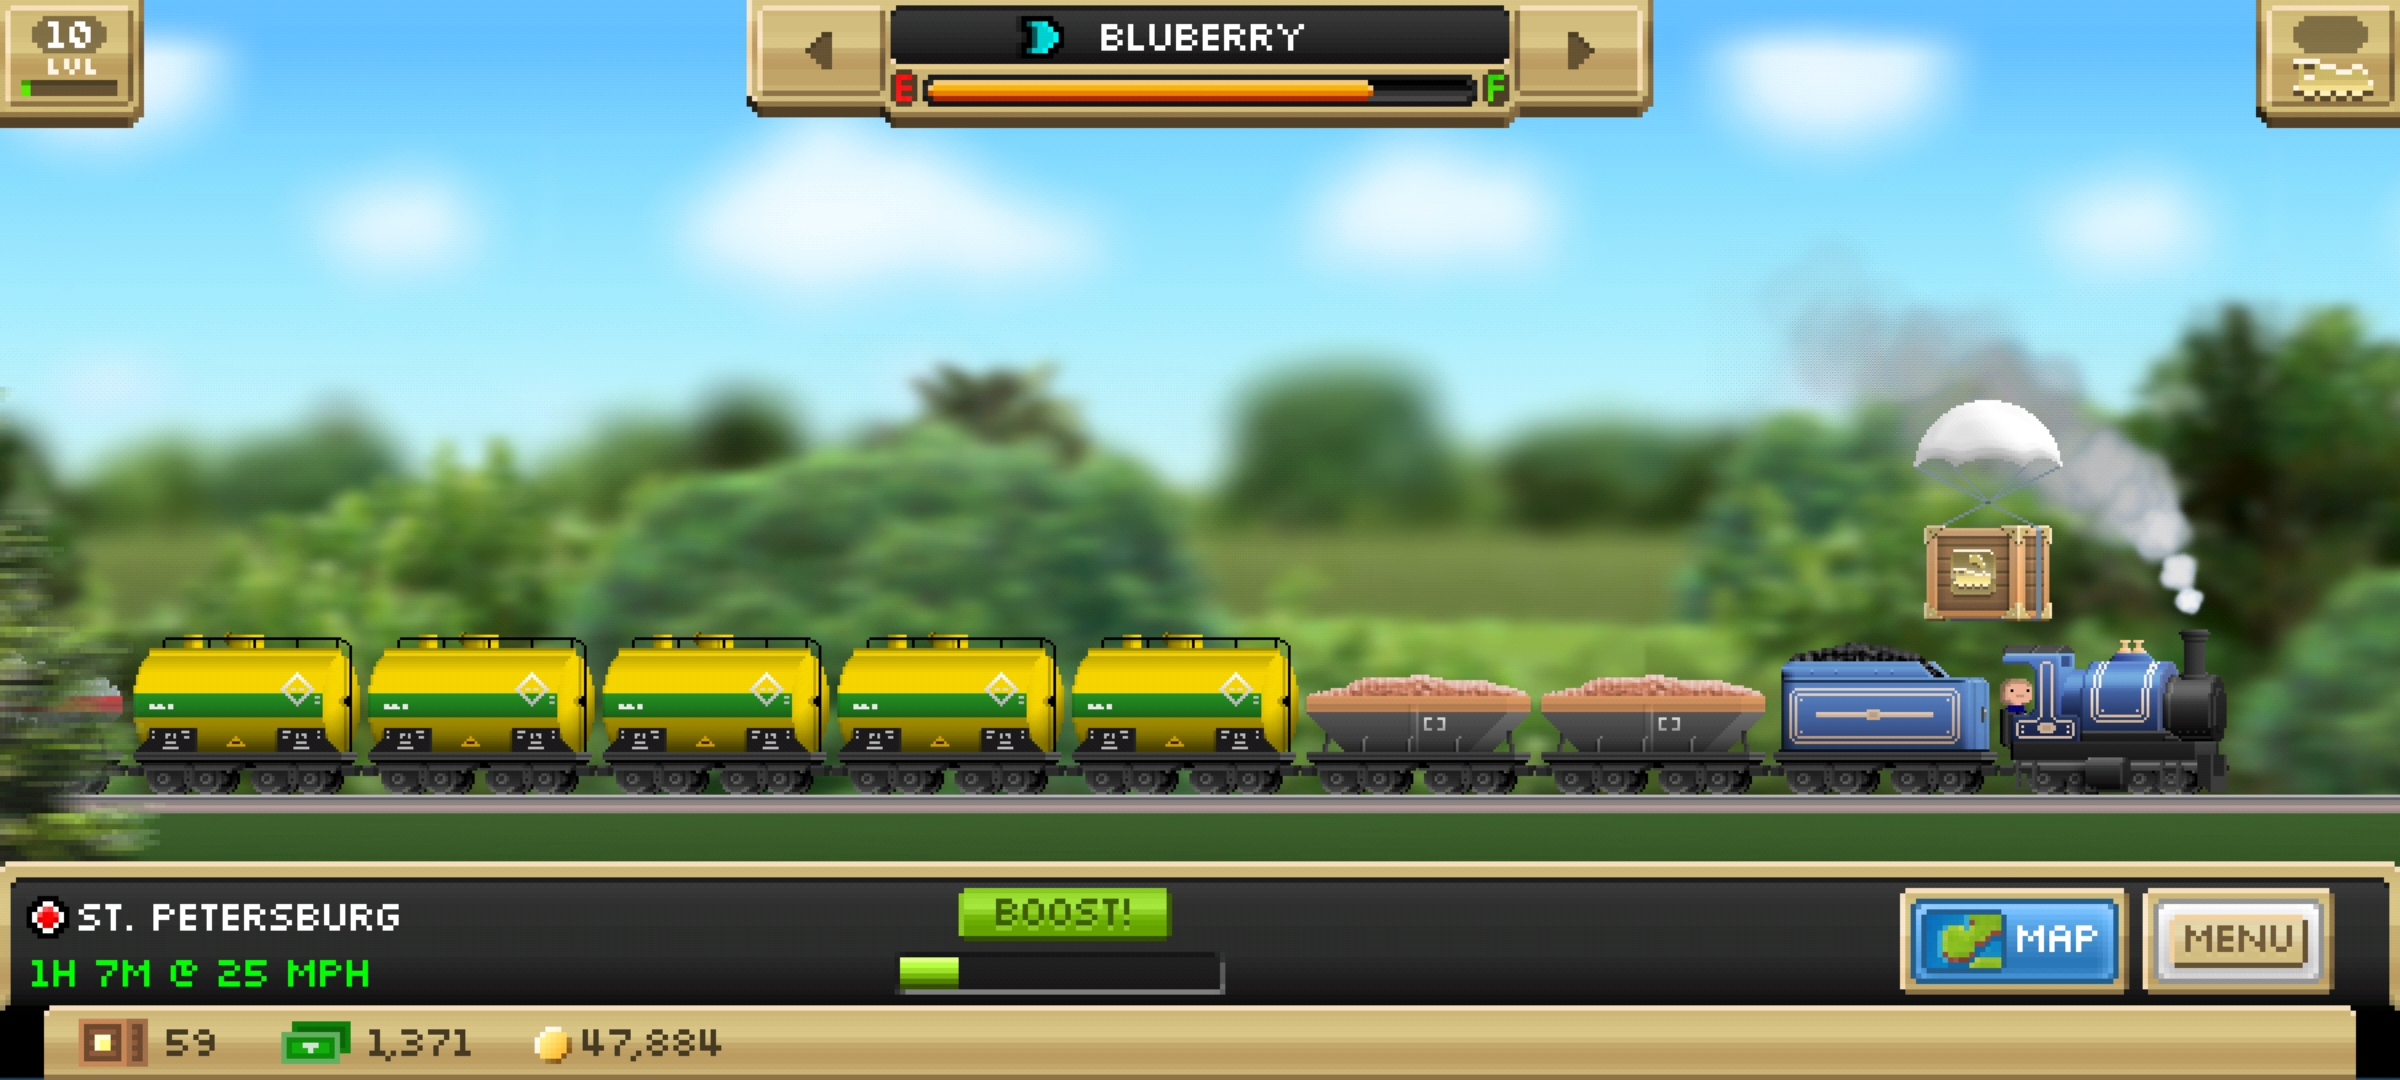 10
LVL
BLUBERRY
E
F
ST. PETERSBURG
1H 7M @ 25 MPH
BOOST!
MAP
MENU
59
1,371
47,884